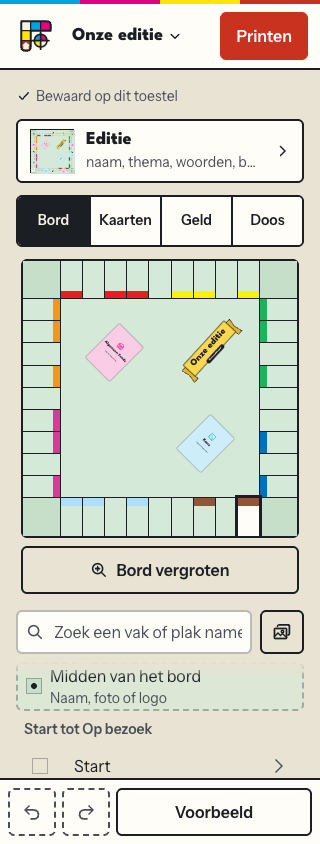 Onze editie
Printen
Bewaard op dit toestel
Editie
naam, thema, woorden, b...
Bord
Kaarten
Geld
Doos
Onze editie
Bord vergroten
Zoek een vak of plak name
Midden van het bord
Naam, foto of logo
Start tot Op bezoek
Start
Voorbeeld